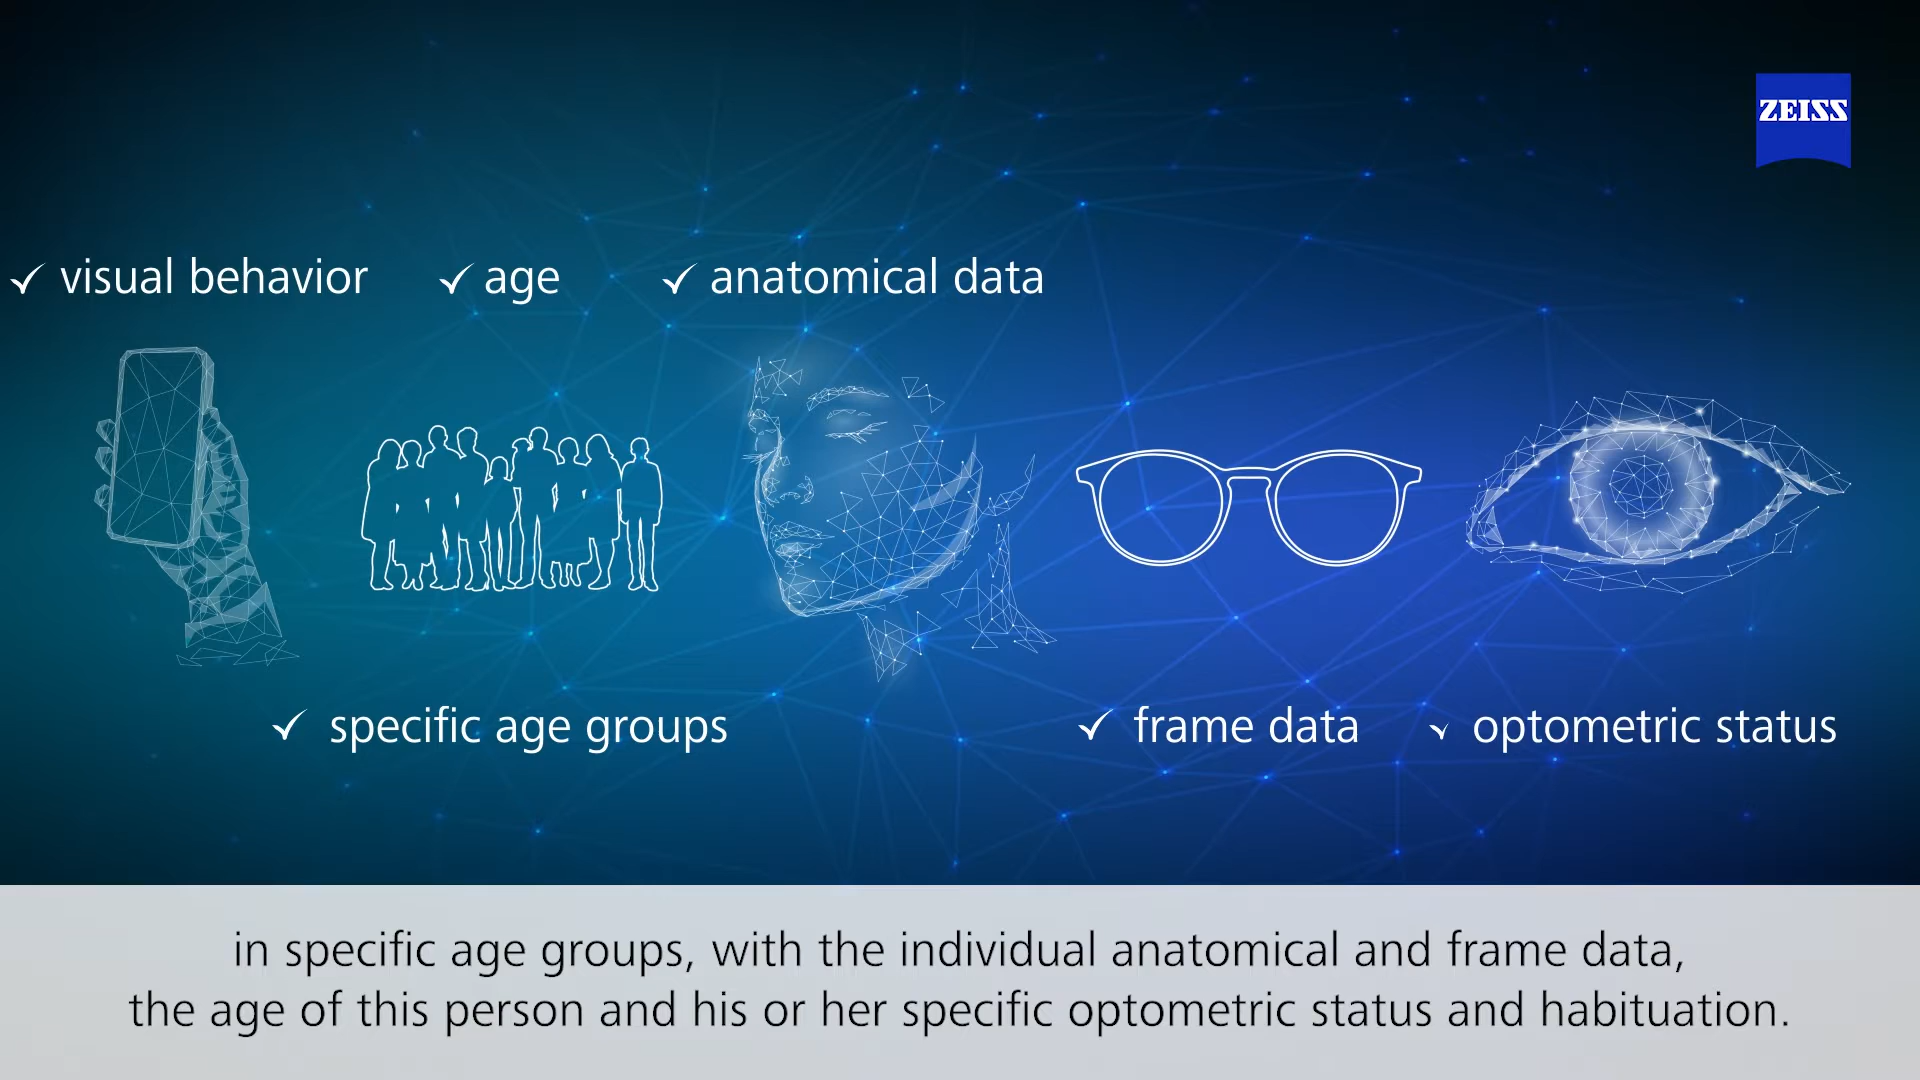 ZEISS
✓ visual behavior ✓ age ✓ anatomical data
✓ specific age groups ✓ frame data ✓ optometric status
in specific age groups, with the individual anatomical and frame data,
the age of this person and his or her specific optometric status and habituation.